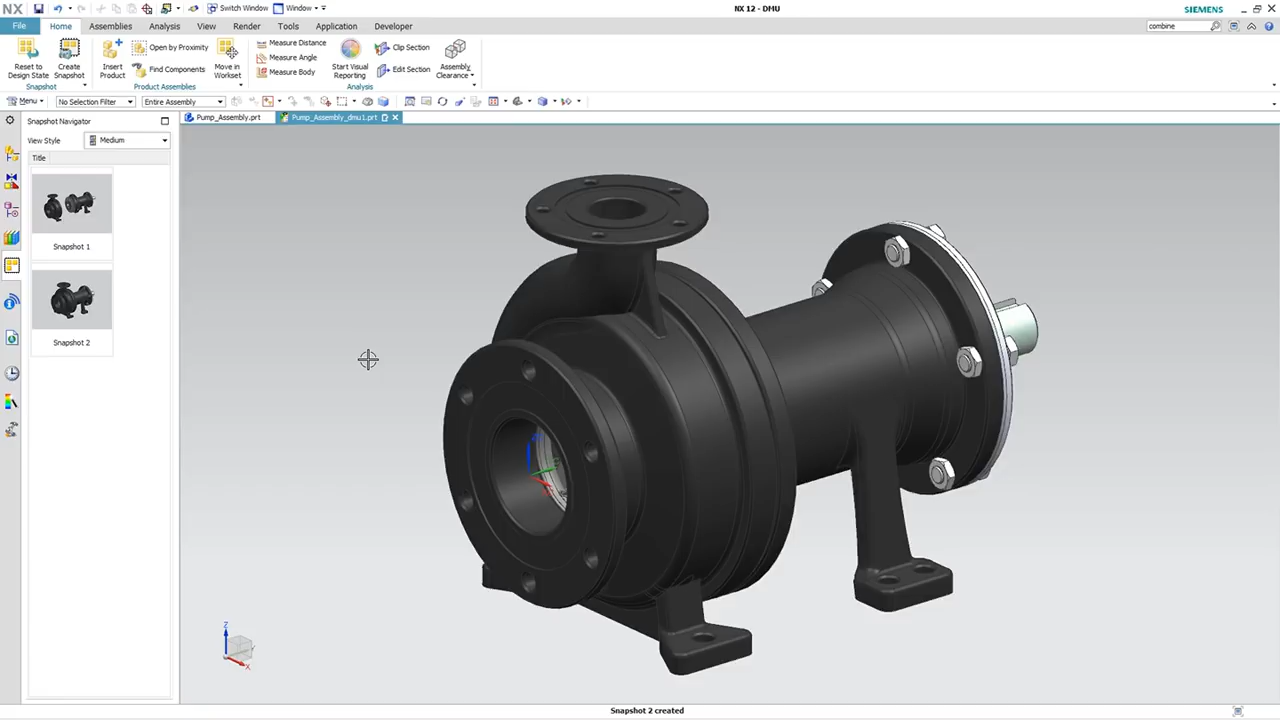 NX
Switch Window
Window
NX 12 - DMU
SIEMENS
File
Home
Assemblies
Analysis
View
Render
Tools
Application
Developer
combine
Reset to
Design State
Create
Snapshot
Snapshot
Insert
Product
Open by Proximity
Find Components
Move in
Workset
Product Assemblies
Measure Distance
Measure Angle
Measure Body
Start Visual
Reporting
Clip Section
Edit Section
Assembly
Clearance
Analysis
Menu
No Selection Filter
Entire Assembly
Snapshot Navigator
Pump_Assembly.prt
Pump_Assembly_dmu1.prt
View Style
Medium
Title
Snapshot 1
Snapshot 2
Z
Y
X
Snapshot 2 created